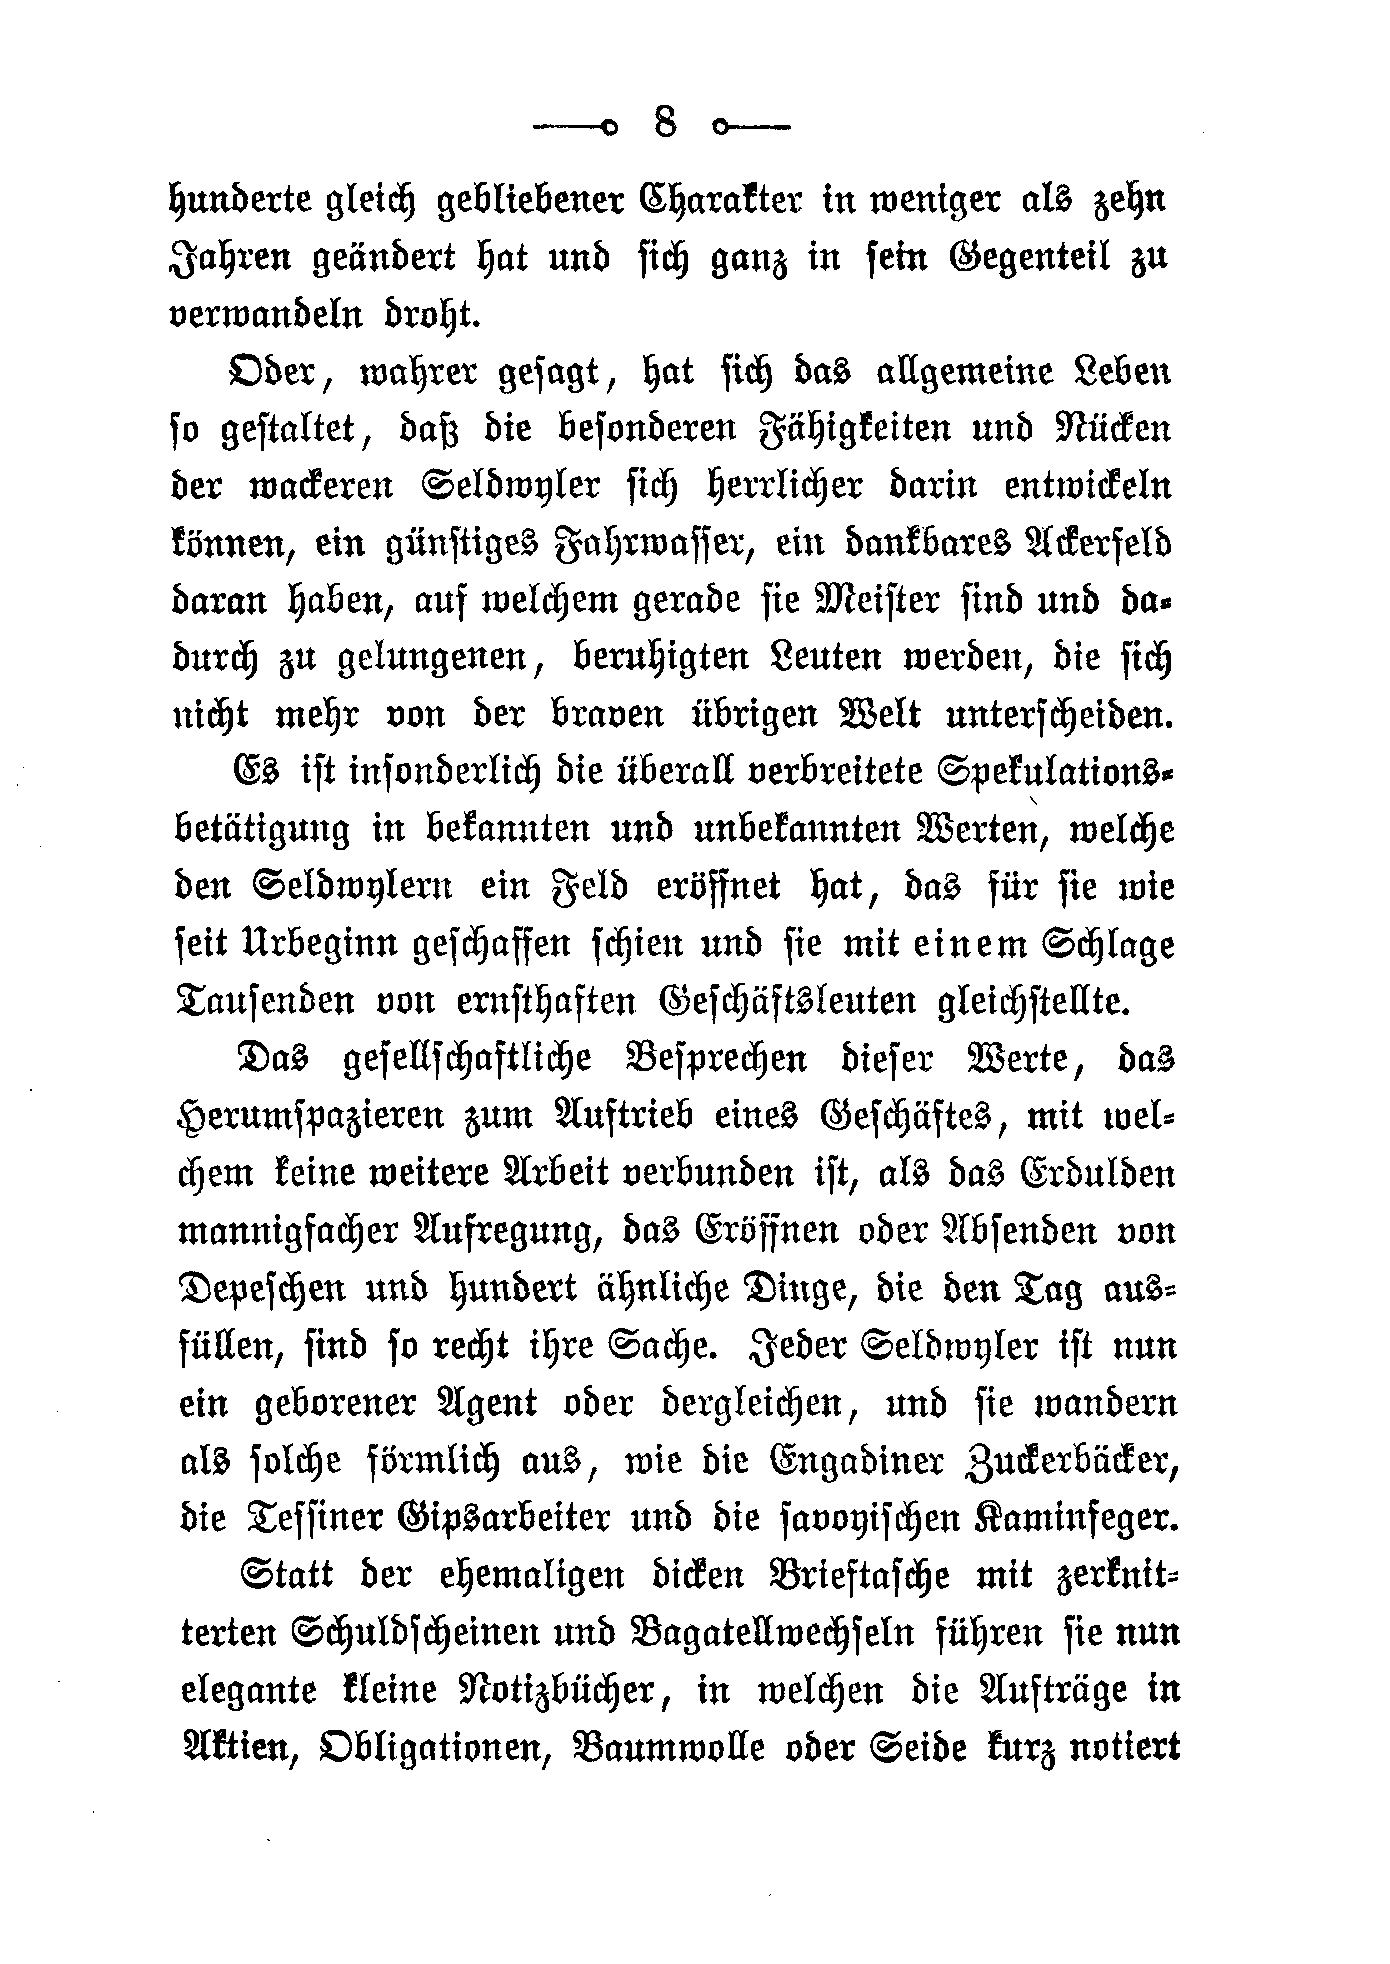 8
hunderte gleich gebliebener Charakter in weniger als zehn
Jahren geändert hat und sich ganz in sein Gegenteil zu
verwandeln droht.
Oder, wahrer gesagt, hat sich das allgemeine Leben
so gestaltet, daß die besonderen Fähigkeiten und Nücken
der wackeren Seldwyler sich herrlicher darin entwickeln
können, ein günstiges Fahrwasser, ein dankbares Ackerfeld
daran haben, auf welchem gerade sie Meister sind und da-
durch zu gelungenen, beruhigten Leuten werden, die sich
nicht mehr von der braven übrigen Welt unterscheiden.
Es ist insonderlich die überall verbreitete Spekulations-
betätigung in bekannten und unbekannten Werten, welche
den Seldwylern ein Feld eröffnet hat, das für sie wie
seit Urbeginn geschaffen schien und sie mit einem Schlage
Tausenden von ernsthaften Geschäftsleuten gleichstellte.
Das gesellschaftliche Besprechen dieser Werte, das
Herumspazieren zum Auftrieb eines Geschäftes, mit wel-
chem keine weitere Arbeit verbunden ist, als das Erdulden
mannigfacher Aufregung, das Eröffnen oder Absenden von
Depeschen und hundert ähnliche Dinge, die den Tag aus-
füllen, sind so recht ihre Sache. Jeder Seldwyler ist nun
ein geborener Agent oder dergleichen, und sie wandern
als solche förmlich aus, wie die Engadiner Zuckerbäcker,
die Tessiner Gipsarbeiter und die savoyischen Kaminfeger.
Statt der ehemaligen dicken Brieftasche mit zerknit-
terten Schuldscheinen und Bagatellwechseln führen sie nun
elegante kleine Notizbücher, in welchen die Aufträge in
Aktien, Obligationen, Baumwolle oder Seide kurz notiert